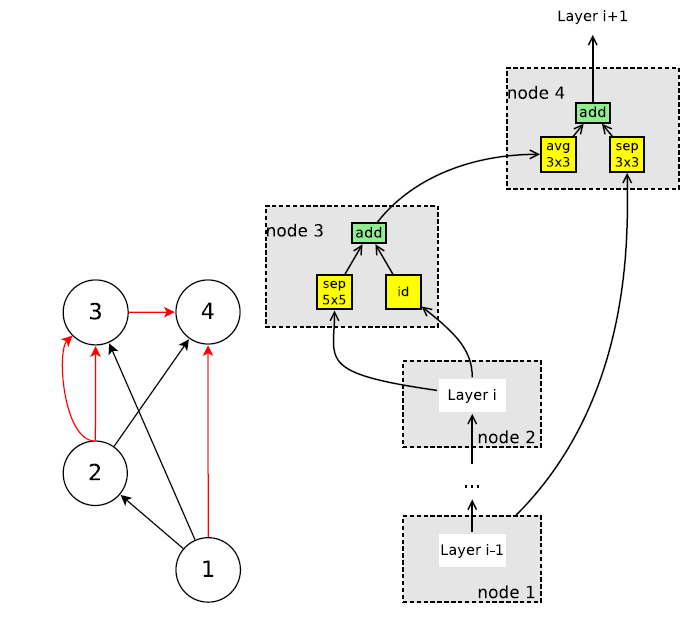 Layer i+1
node 4
add
avg
3x3
sep
3x3
node 3
add
sep
5x5
id
3
4
Layer i
node 2
2
...
Layer i-1
1
node 1